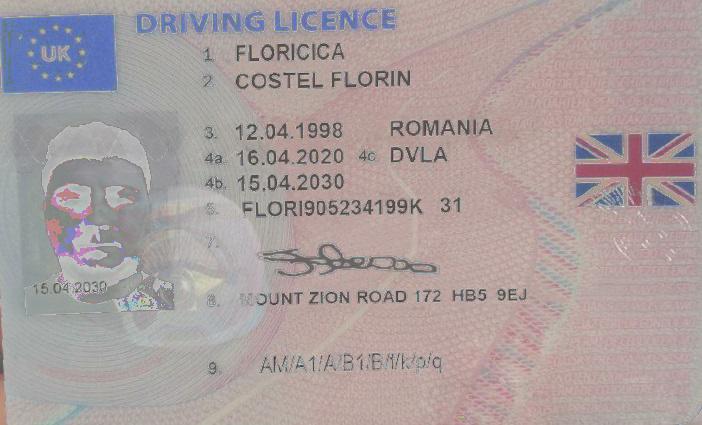 DRIVING LICENCE
UK
1 FLORICICA
2 COSTEL FLORIN
3. 12.04.1998 ROMANIA
4a. 16.04.2020 4c DVLA
4b. 15.04.2030
5. FLORI905234199K 31
7.
15.04.2030
8. MOUNT ZION ROAD 172 HB5 9EJ
9. AM/A1/A/B1/B/f/k/p/q